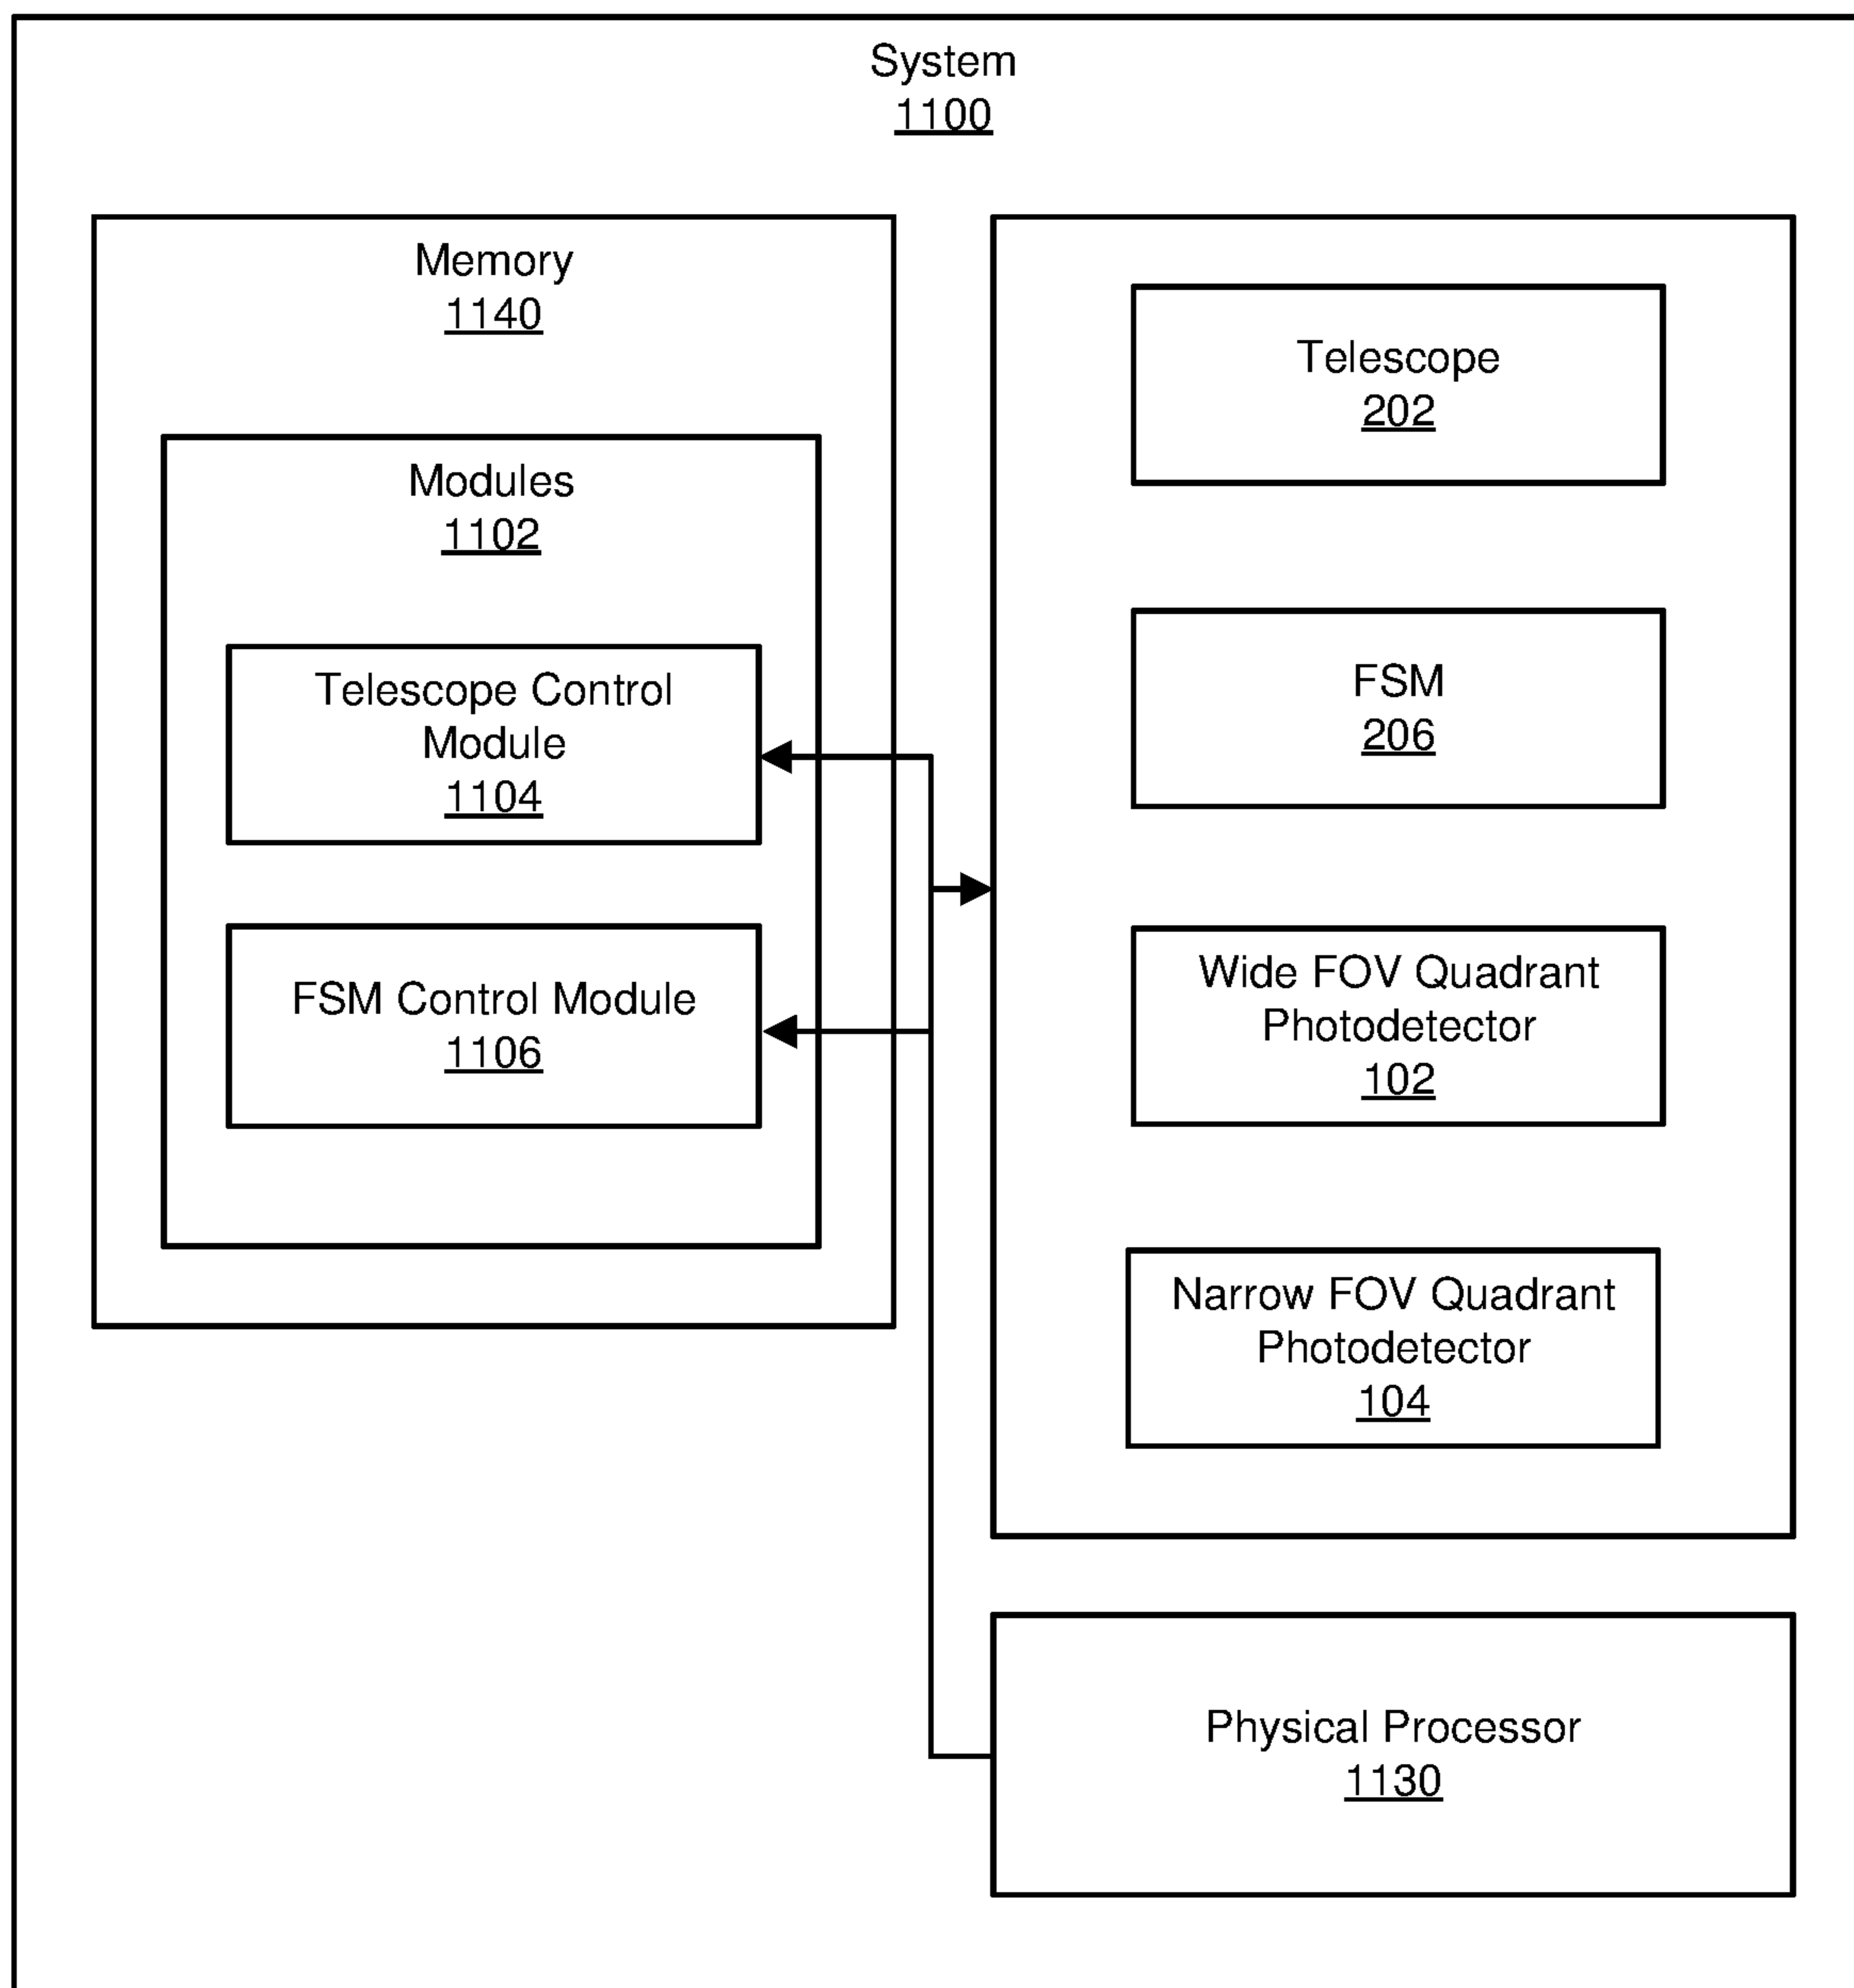 System
1100
Memory
1140
Modules
1102
Telescope Control
Module
1104
FSM Control Module
1106
Telescope
202
FSM
206
Wide FOV Quadrant
Photodetector
102
Narrow FOV Quadrant
Photodetector
104
Physical Processor
1130